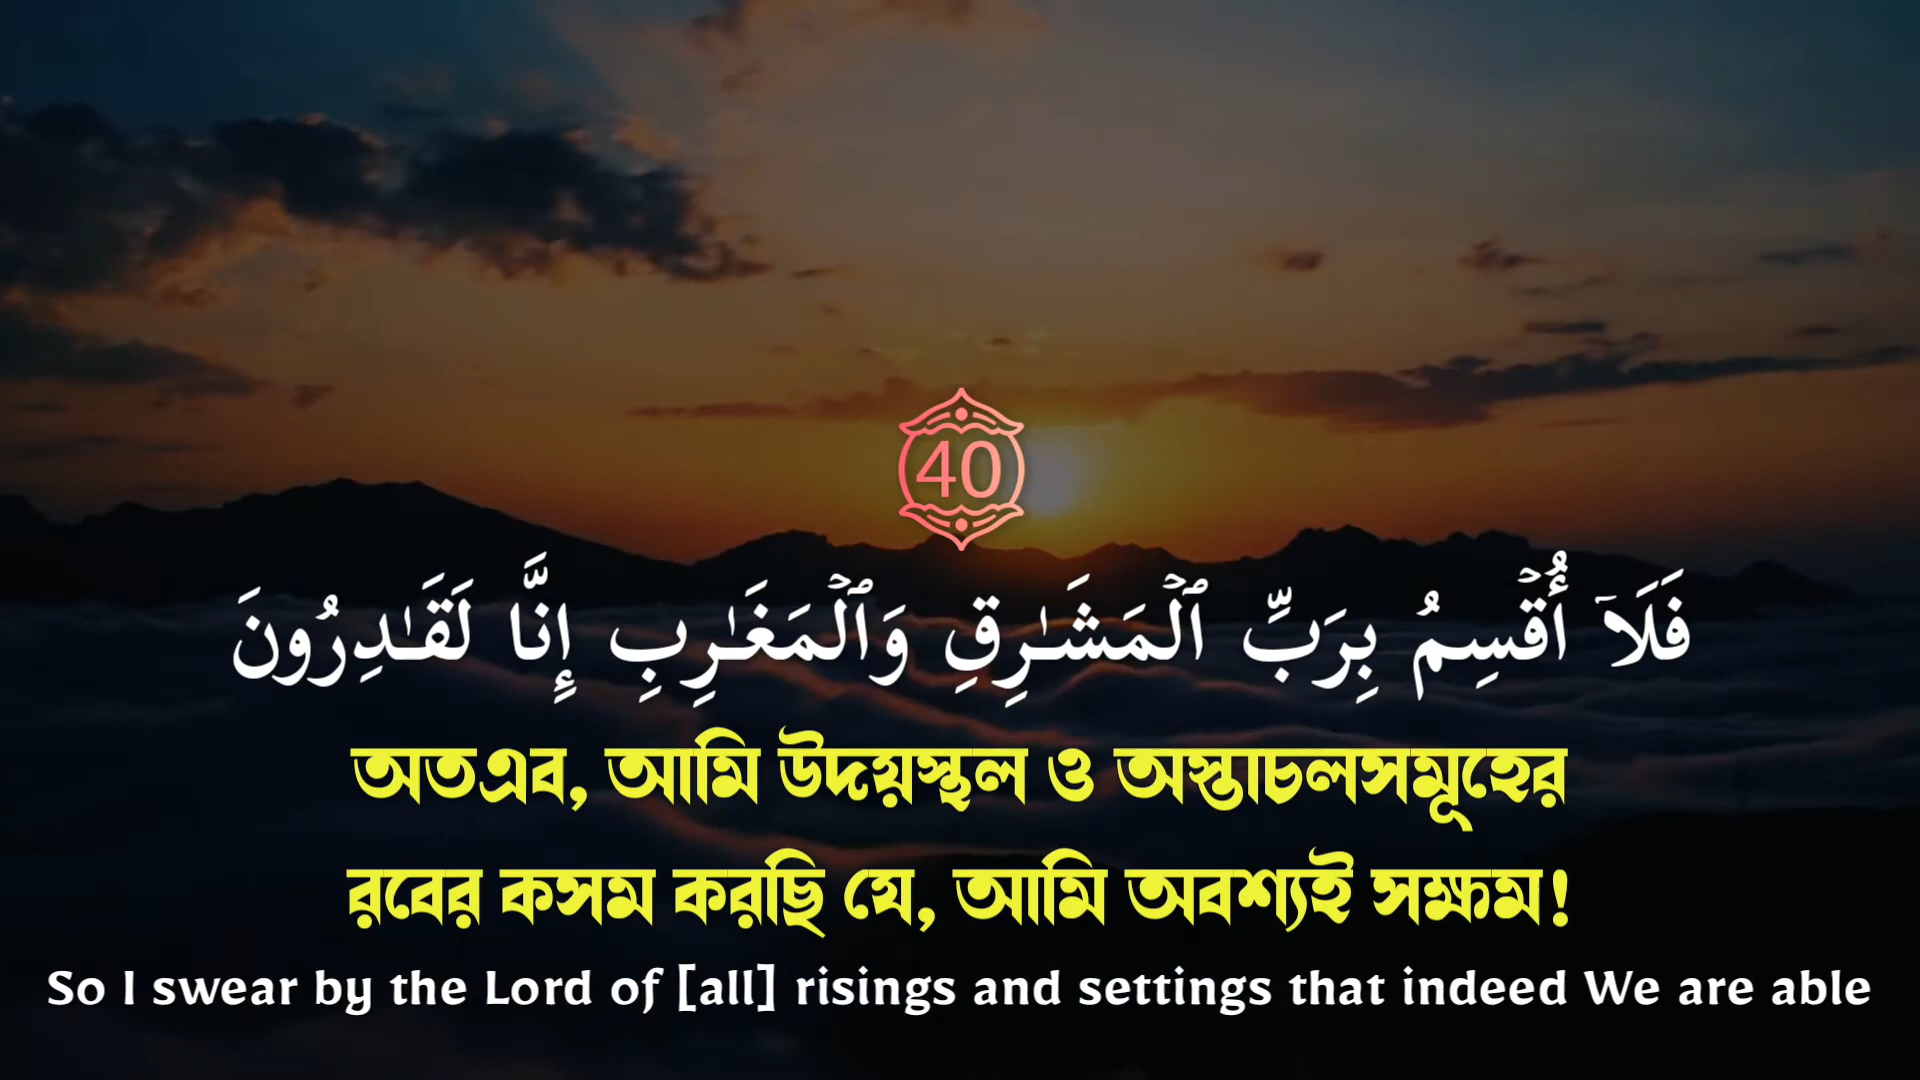 40
فَلَآ أُقۡسِمُ بِرَبِّ ٱلۡمَشَـٰرِقِ وَٱلۡمَغَـٰرِبِ إِنَّا لَقَـٰدِرُونَ
অতএব, আমি উদয়স্থল ও অস্তাচলসমূহের
রবের কসম করছি যে, আমি অবশ্যই সক্ষম!
So I swear by the Lord of [all] risings and settings that indeed We are able